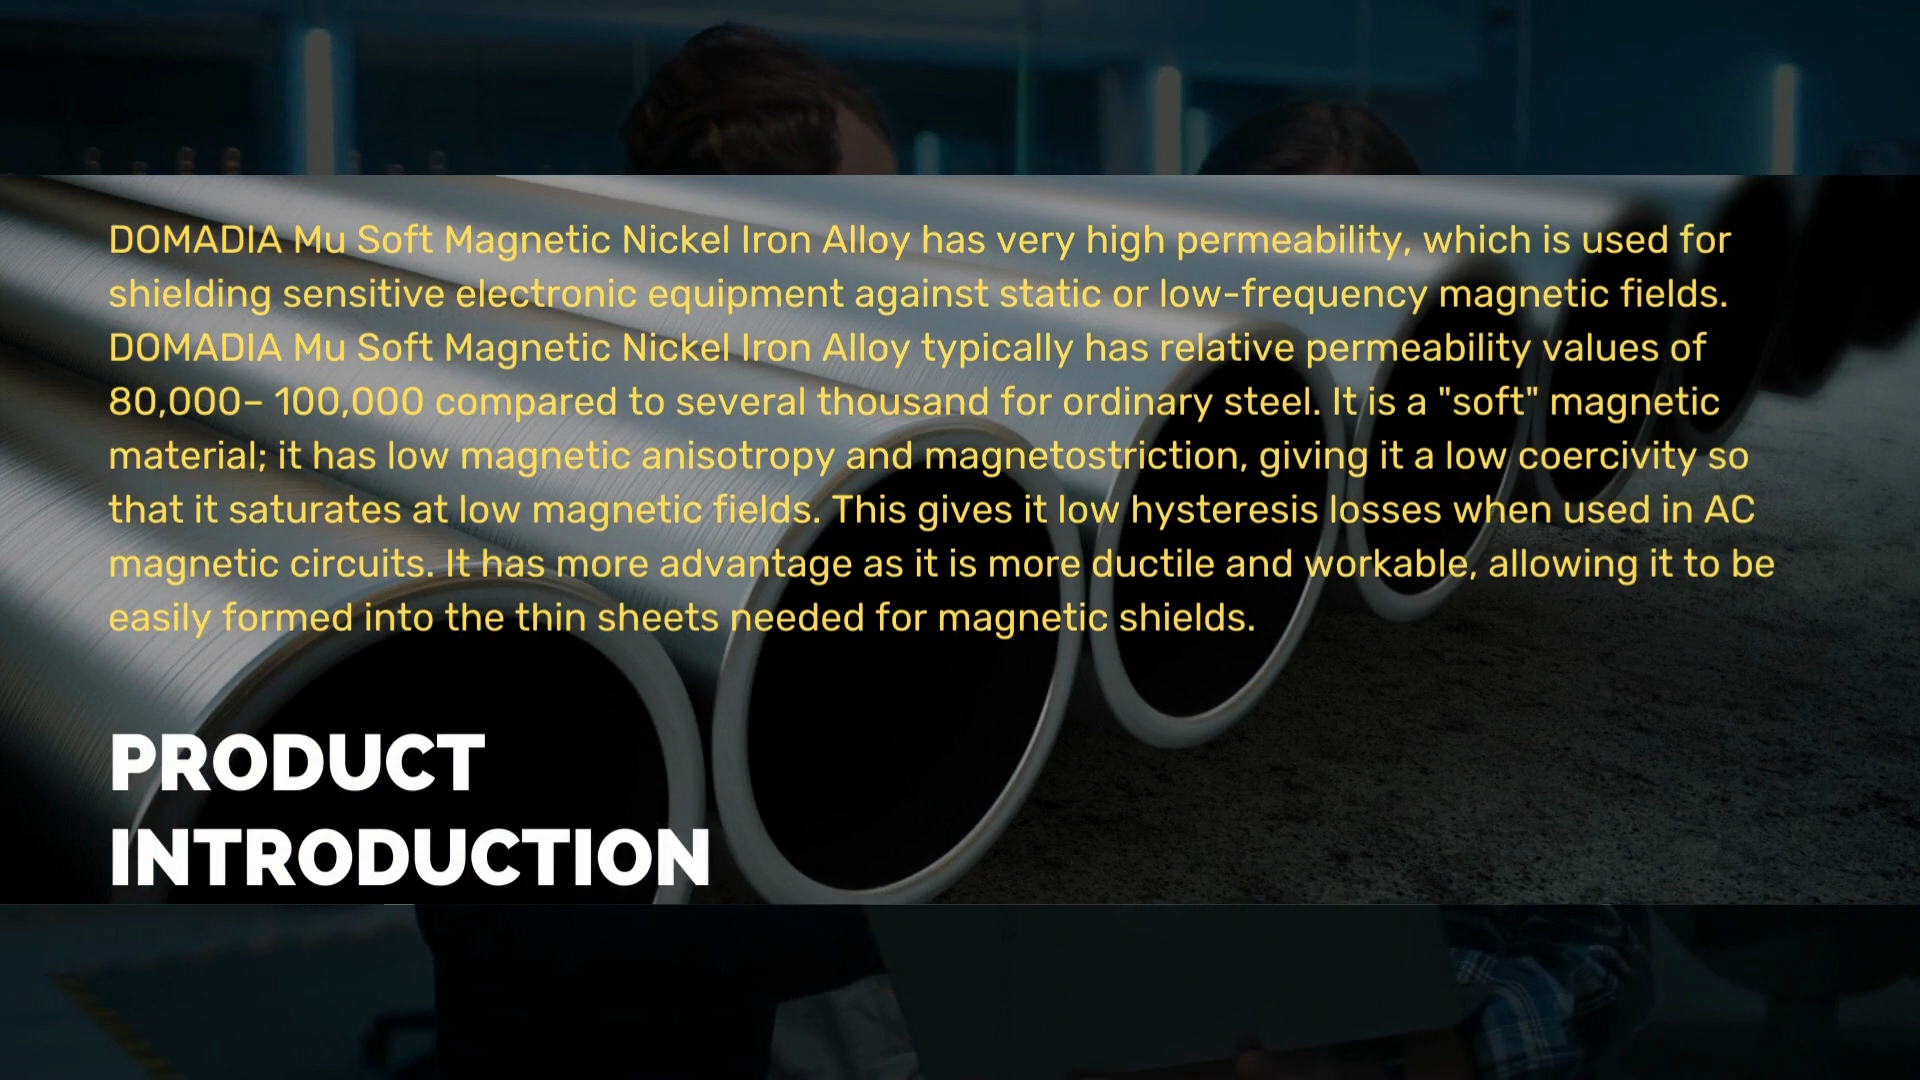 DOMADIA Mu Soft Magnetic Nickel Iron Alloy has very high permeability, which is used for
shielding sensitive electronic equipment against static or low-frequency magnetic fields.
DOMADIA Mu Soft Magnetic Nickel Iron Alloy typically has relative permeability values of
80,000– 100,000 compared to several thousand for ordinary steel. It is a "soft" magnetic
material; it has low magnetic anisotropy and magnetostriction, giving it a low coercivity so
that it saturates at low magnetic fields. This gives it low hysteresis losses when used in AC
magnetic circuits. It has more advantage as it is more ductile and workable, allowing it to be
easily formed into the thin sheets needed for magnetic shields.
PRODUCT
INTRODUCTION